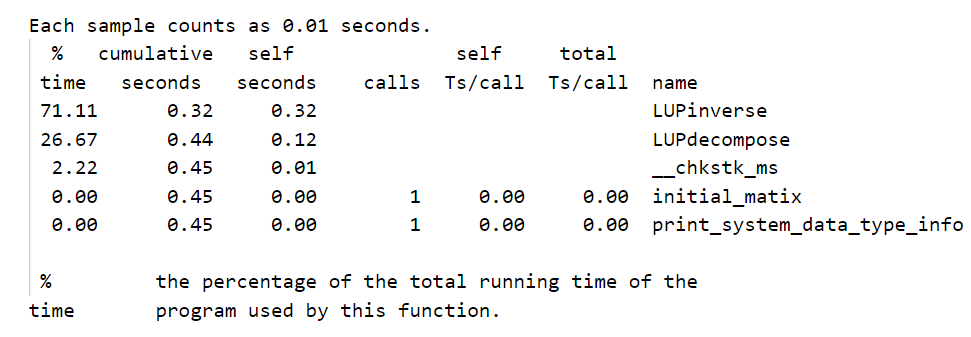 Each sample counts as 0.01 seconds.
  %   cumulative   self              self     total
 time   seconds   seconds    calls  Ts/call  Ts/call  name
 71.11      0.32     0.32                             LUPinverse
 26.67      0.44     0.12                             LUPdecompose
  2.22      0.45     0.01                             __chkstk_ms
  0.00      0.45     0.00        1     0.00     0.00  initial_matix
  0.00      0.45     0.00        1     0.00     0.00  print_system_data_type_info
 %         the percentage of the total running time of the
time       program used by this function.